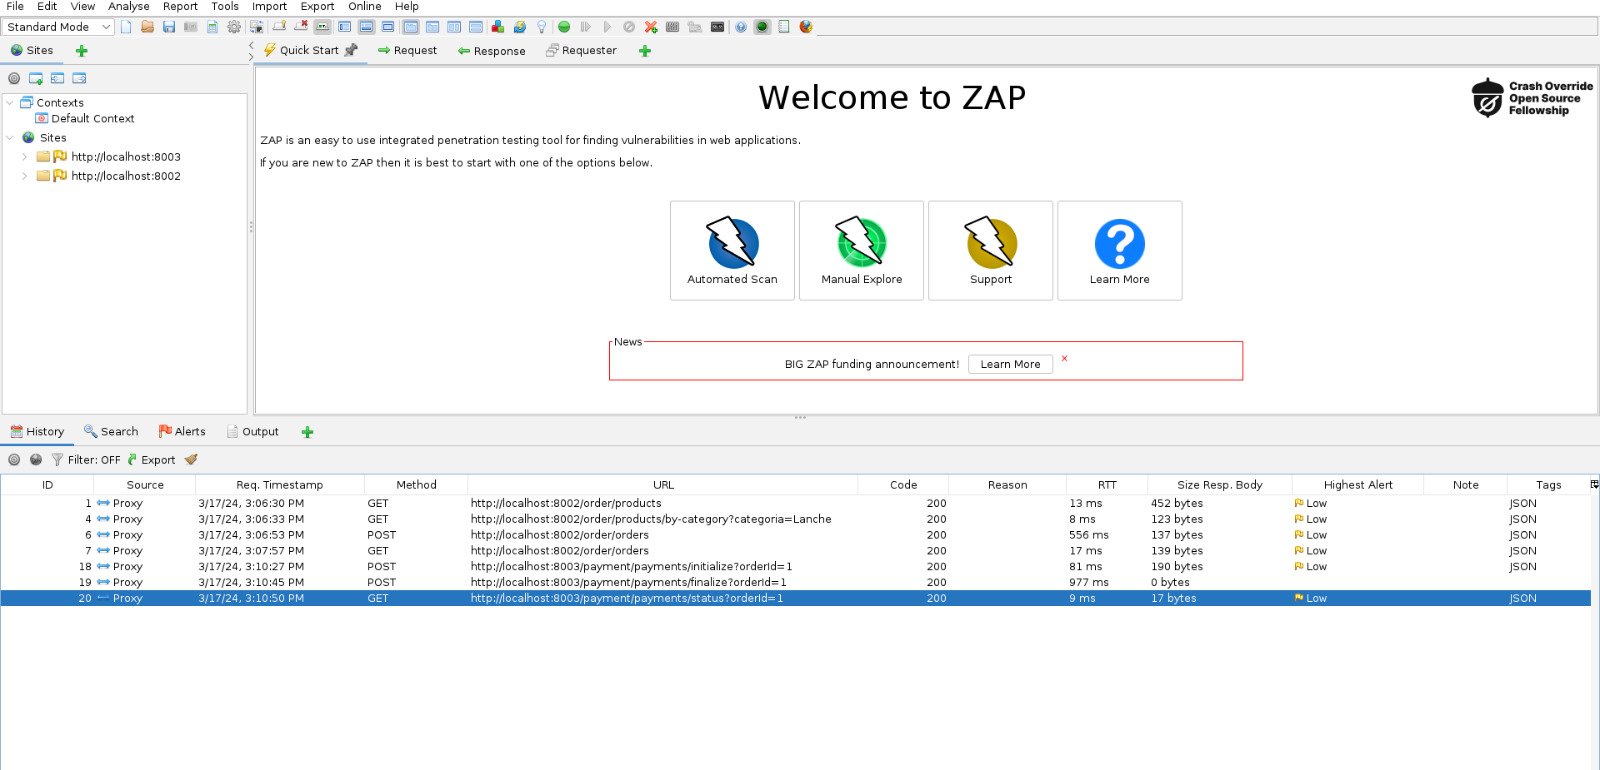 File Edit View Analyse Report Tools Import Export Online Help
Standard Mode
Sites
Quick Start Request Response Requester
Contexts
Default Context
Sites
http://localhost:8003
http://localhost:8002
Welcome to ZAP
Crash Override
Open Source
Fellowship
ZAP is an easy to use integrated penetration testing tool for finding vulnerabilities in web applications.
If you are new to ZAP then it is best to start with one of the options below.
Automated Scan Manual Explore Support Learn More
News
BIG ZAP funding announcement! Learn More x
History Search Alerts Output
Filter: OFF Export
ID Source Req. Timestamp Method URL Code Reason RTT Size Resp. Body Highest Alert Note Tags
1 Proxy 3/17/24, 3:06:30 PM GET http://localhost:8002/order/products 200 13 ms 452 bytes Low JSON
4 Proxy 3/17/24, 3:06:33 PM GET http://localhost:8002/order/products/by-category?categoria=Lanche 200 8 ms 123 bytes Low JSON
6 Proxy 3/17/24, 3:06:53 PM POST http://localhost:8002/order/orders 200 556 ms 137 bytes Low JSON
7 Proxy 3/17/24, 3:07:57 PM GET http://localhost:8002/order/orders 200 17 ms 139 bytes Low JSON
18 Proxy 3/17/24, 3:10:27 PM POST http://localhost:8003/payment/payments/initialize?orderId=1 200 81 ms 190 bytes Low JSON
19 Proxy 3/17/24, 3:10:45 PM POST http://localhost:8003/payment/payments/finalize?orderId=1 200 977 ms 0 bytes
20 Proxy 3/17/24, 3:10:50 PM GET http://localhost:8003/payment/payments/status?orderId=1 200 9 ms 17 bytes Low JSON